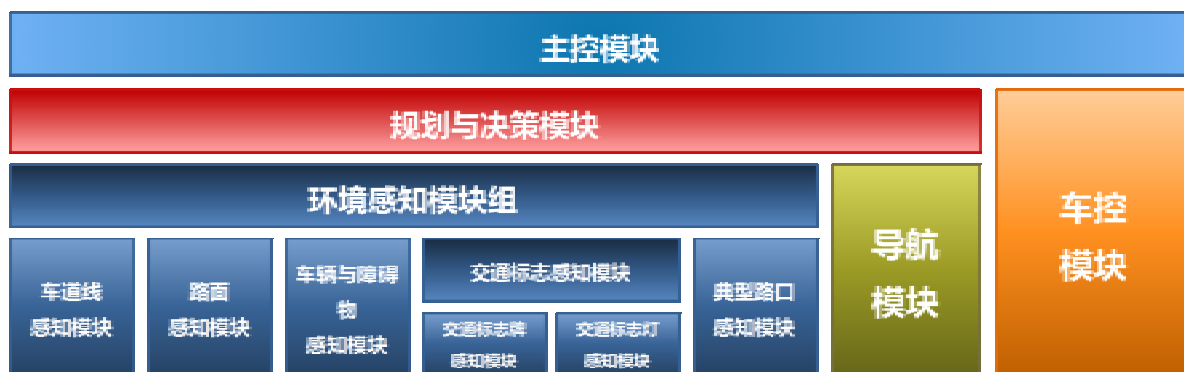 主控模块
规划与决策模块
环境感知模块组
车道线
感知模块
路面
感知模块
车辆与障碍
物
感知模块
交通标志感知模块
交通标志牌
感知模块
交通标志灯
感知模块
典型路口
感知模块
导航
模块
车控
模块